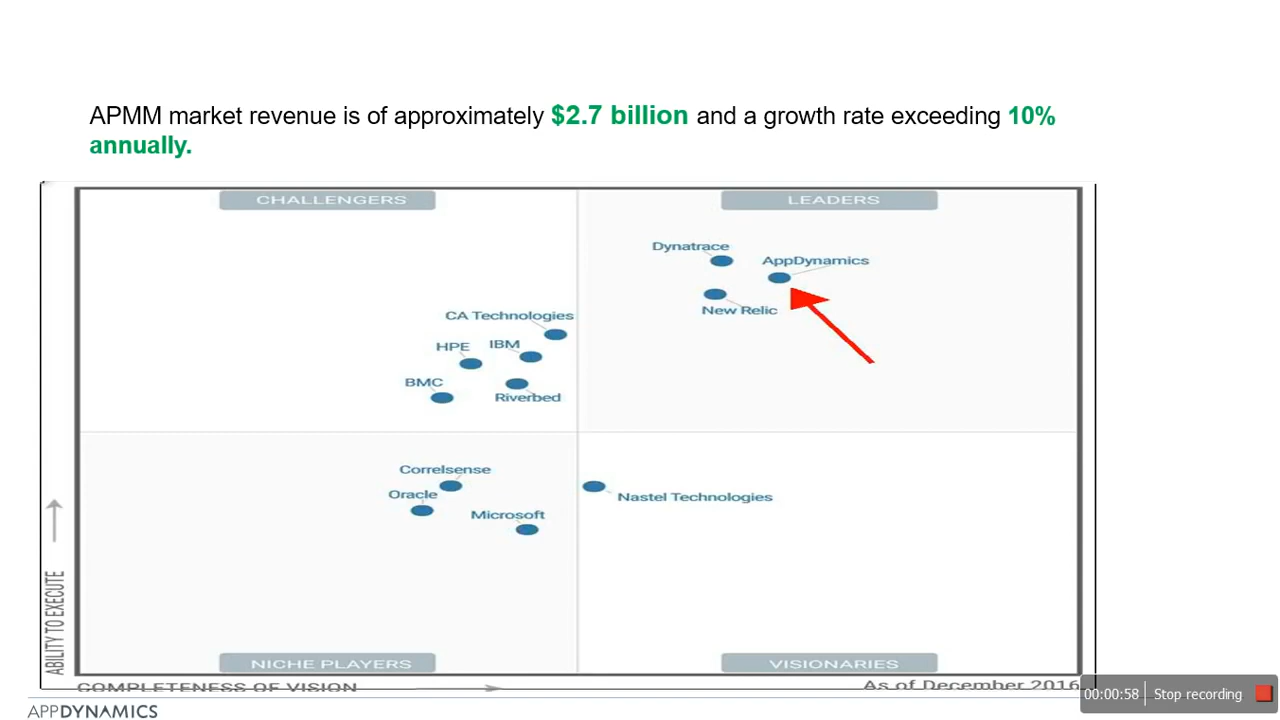 APMM market revenue is of approximately $2.7 billion and a growth rate exceeding 10%
annually.
CHALLENGERS
LEADERS
Dynatrace
AppDynamics
New Relic
CA Technologies
HPE
IBM
BMC
Riverbed
Correlsense
Oracle
Microsoft
Nastel Technologies
ABILITY TO EXECUTE
NICHE PLAYERS
VISIONARIES
COMPLETENESS OF VISION
As of December 2016
00:00:58
Stop recording
APPDYNAMICS